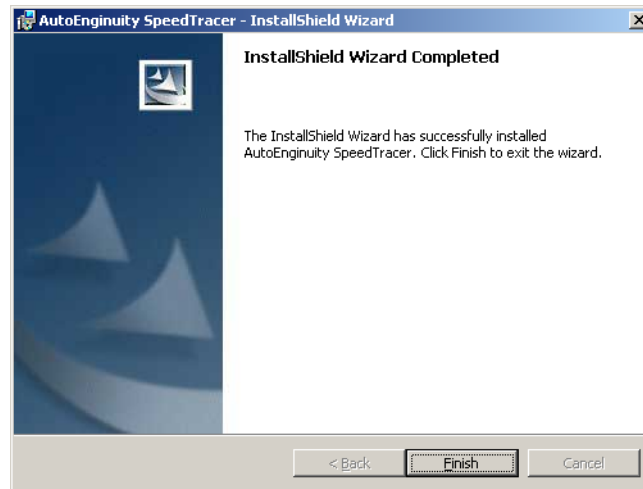 AutoEnginuity SpeedTracer - InstallShield Wizard
InstallShield Wizard Completed
The InstallShield Wizard has successfully installed
AutoEnginuity SpeedTracer. Click Finish to exit the wizard.
< Back
Finish
Cancel